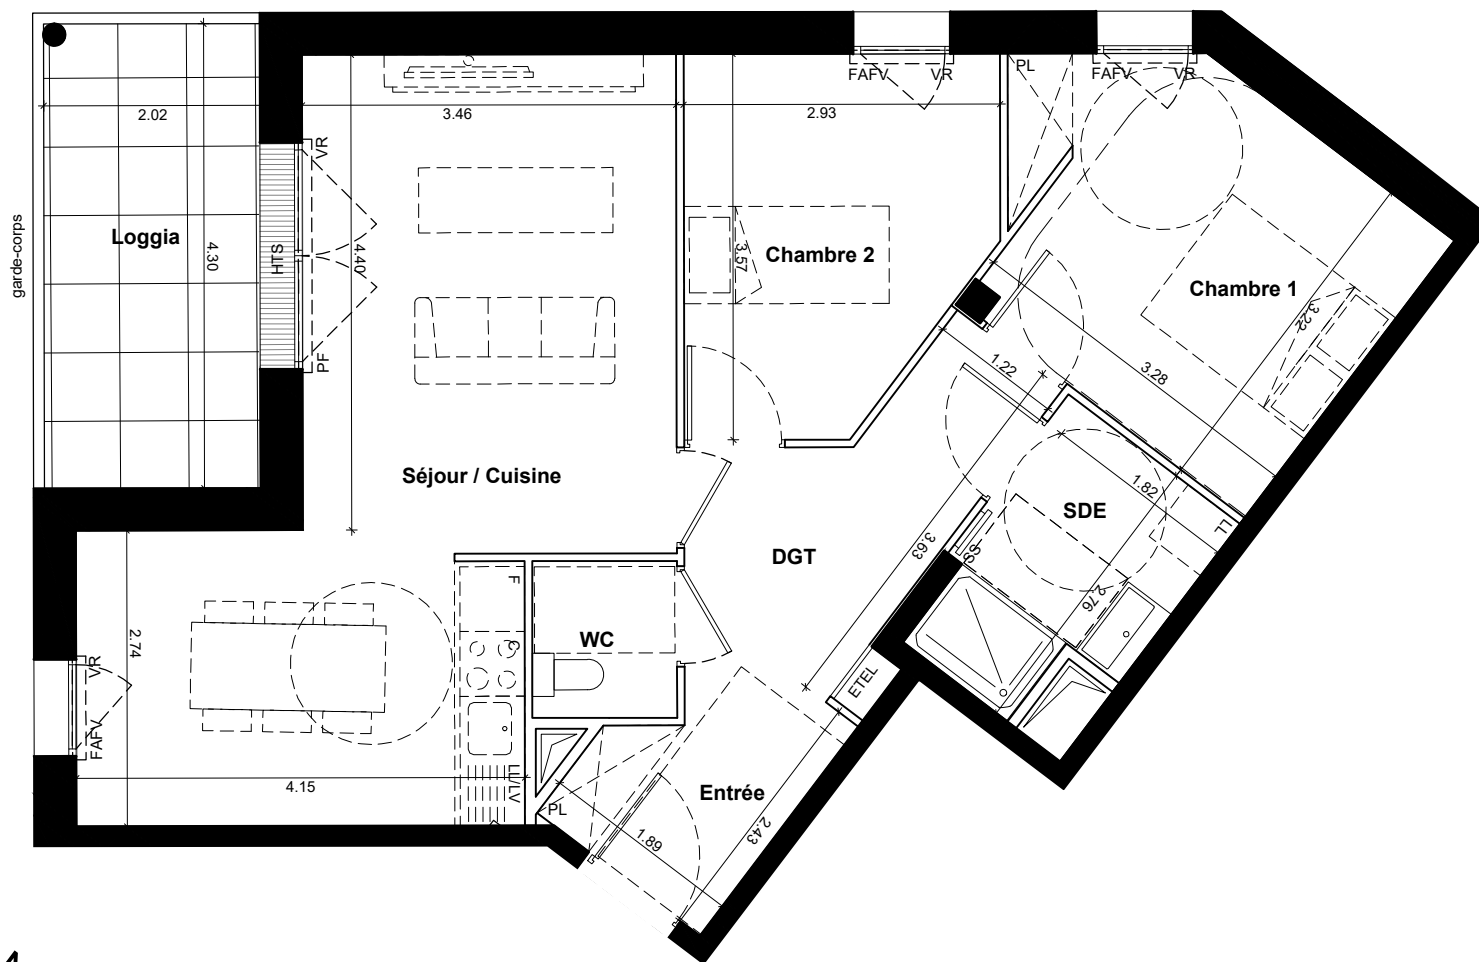 FAFV
VR
PL
FAFV
VR
2.02
3.46
2.93
VR
garde-corps
Loggia
4.30
HTS
4.40
Chambre 2
3.57
Chambre 1
3.22
PF
1.22
3.28
Séjour / Cuisine
1.82
SDE
LL
3.63
SS
DGT
F
C
WC
2.76
2.74
VR
FAFV
ETEL
4.15
LL/LV
PL
Entrée
1.89
2.43